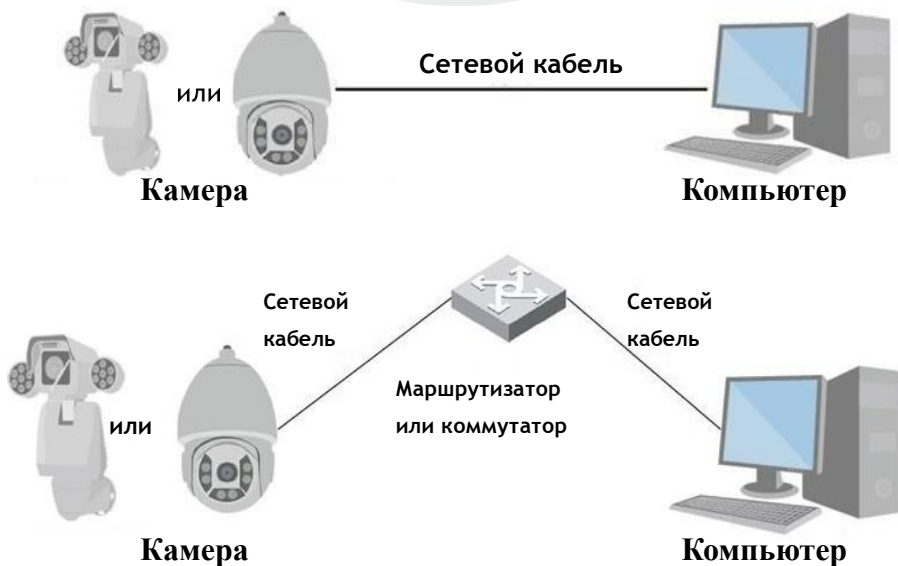 Сетевой кабель
или
Камера
Компьютер
Сетевой
кабель
Сетевой
кабель
Маршрутизатор
или коммутатор
или
Камера
Компьютер